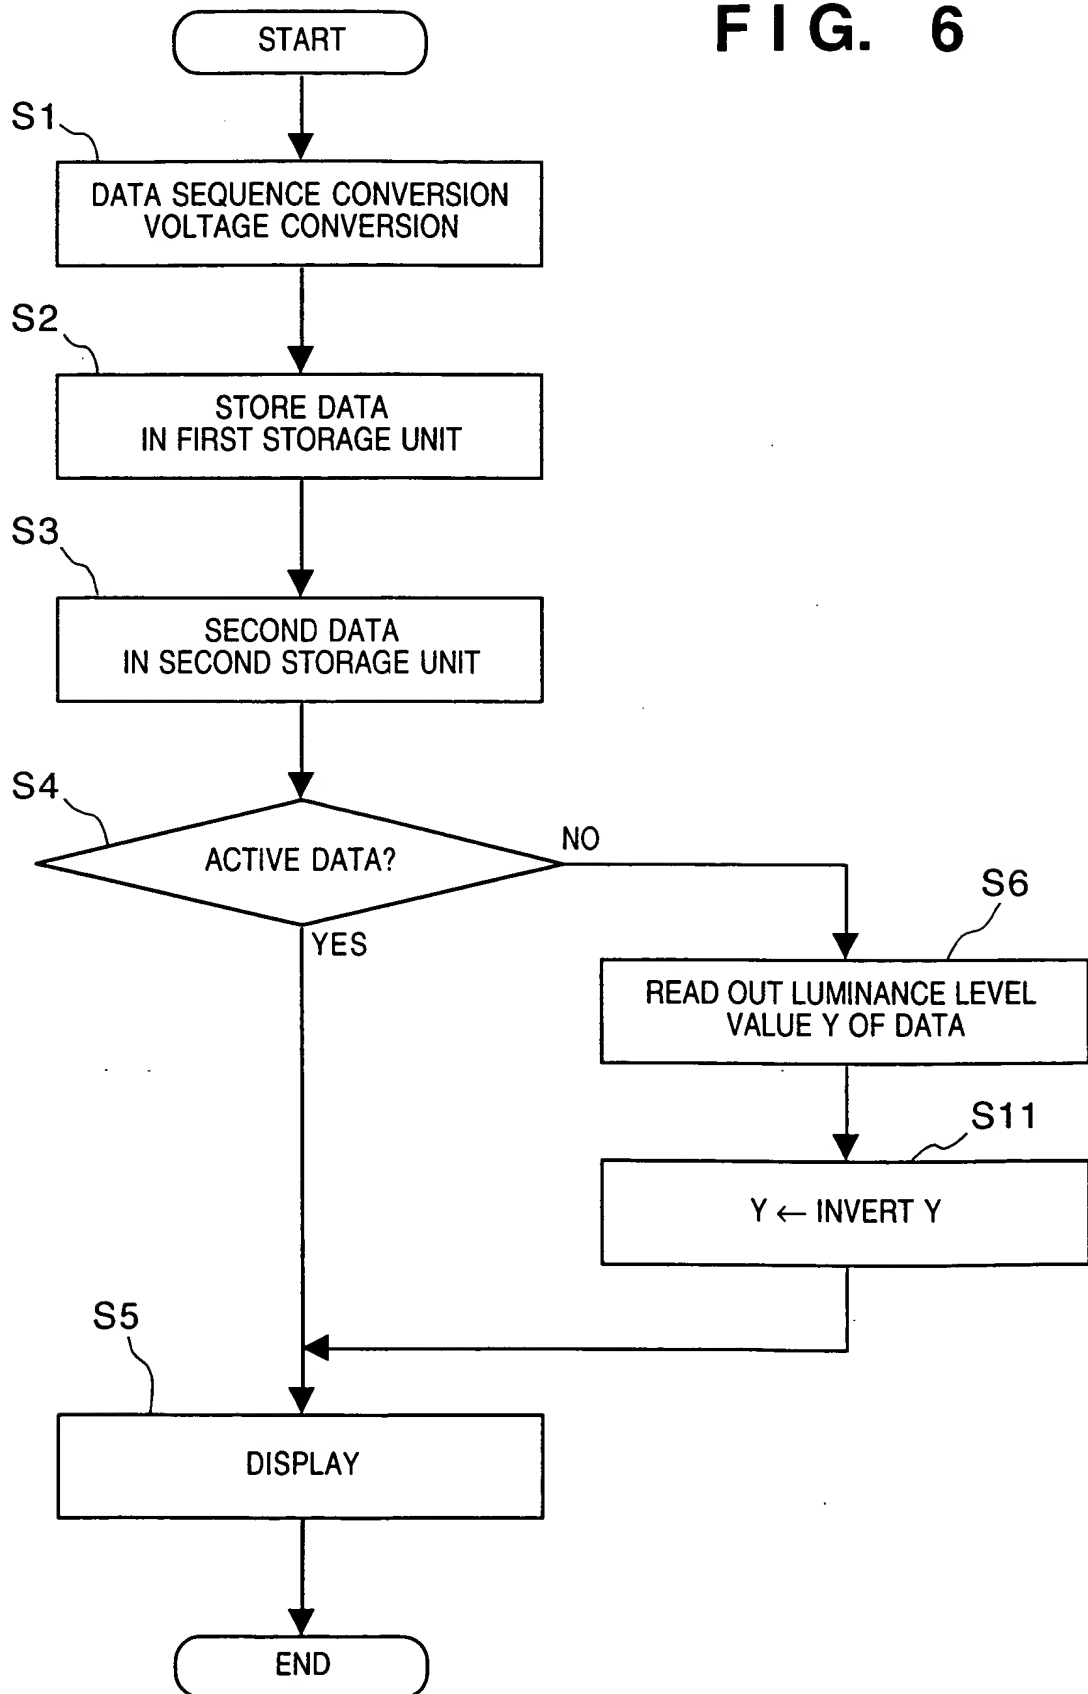 FIG. 6
START
S1
DATA SEQUENCE CONVERSION
VOLTAGE CONVERSION
S2
STORE DATA
IN FIRST STORAGE UNIT
S3
SECOND DATA
IN SECOND STORAGE UNIT
S4
ACTIVE DATA?
NO
YES
S6
READ OUT LUMINANCE LEVEL
VALUE Y OF DATA
S11
Y ← INVERT Y
S5
DISPLAY
END